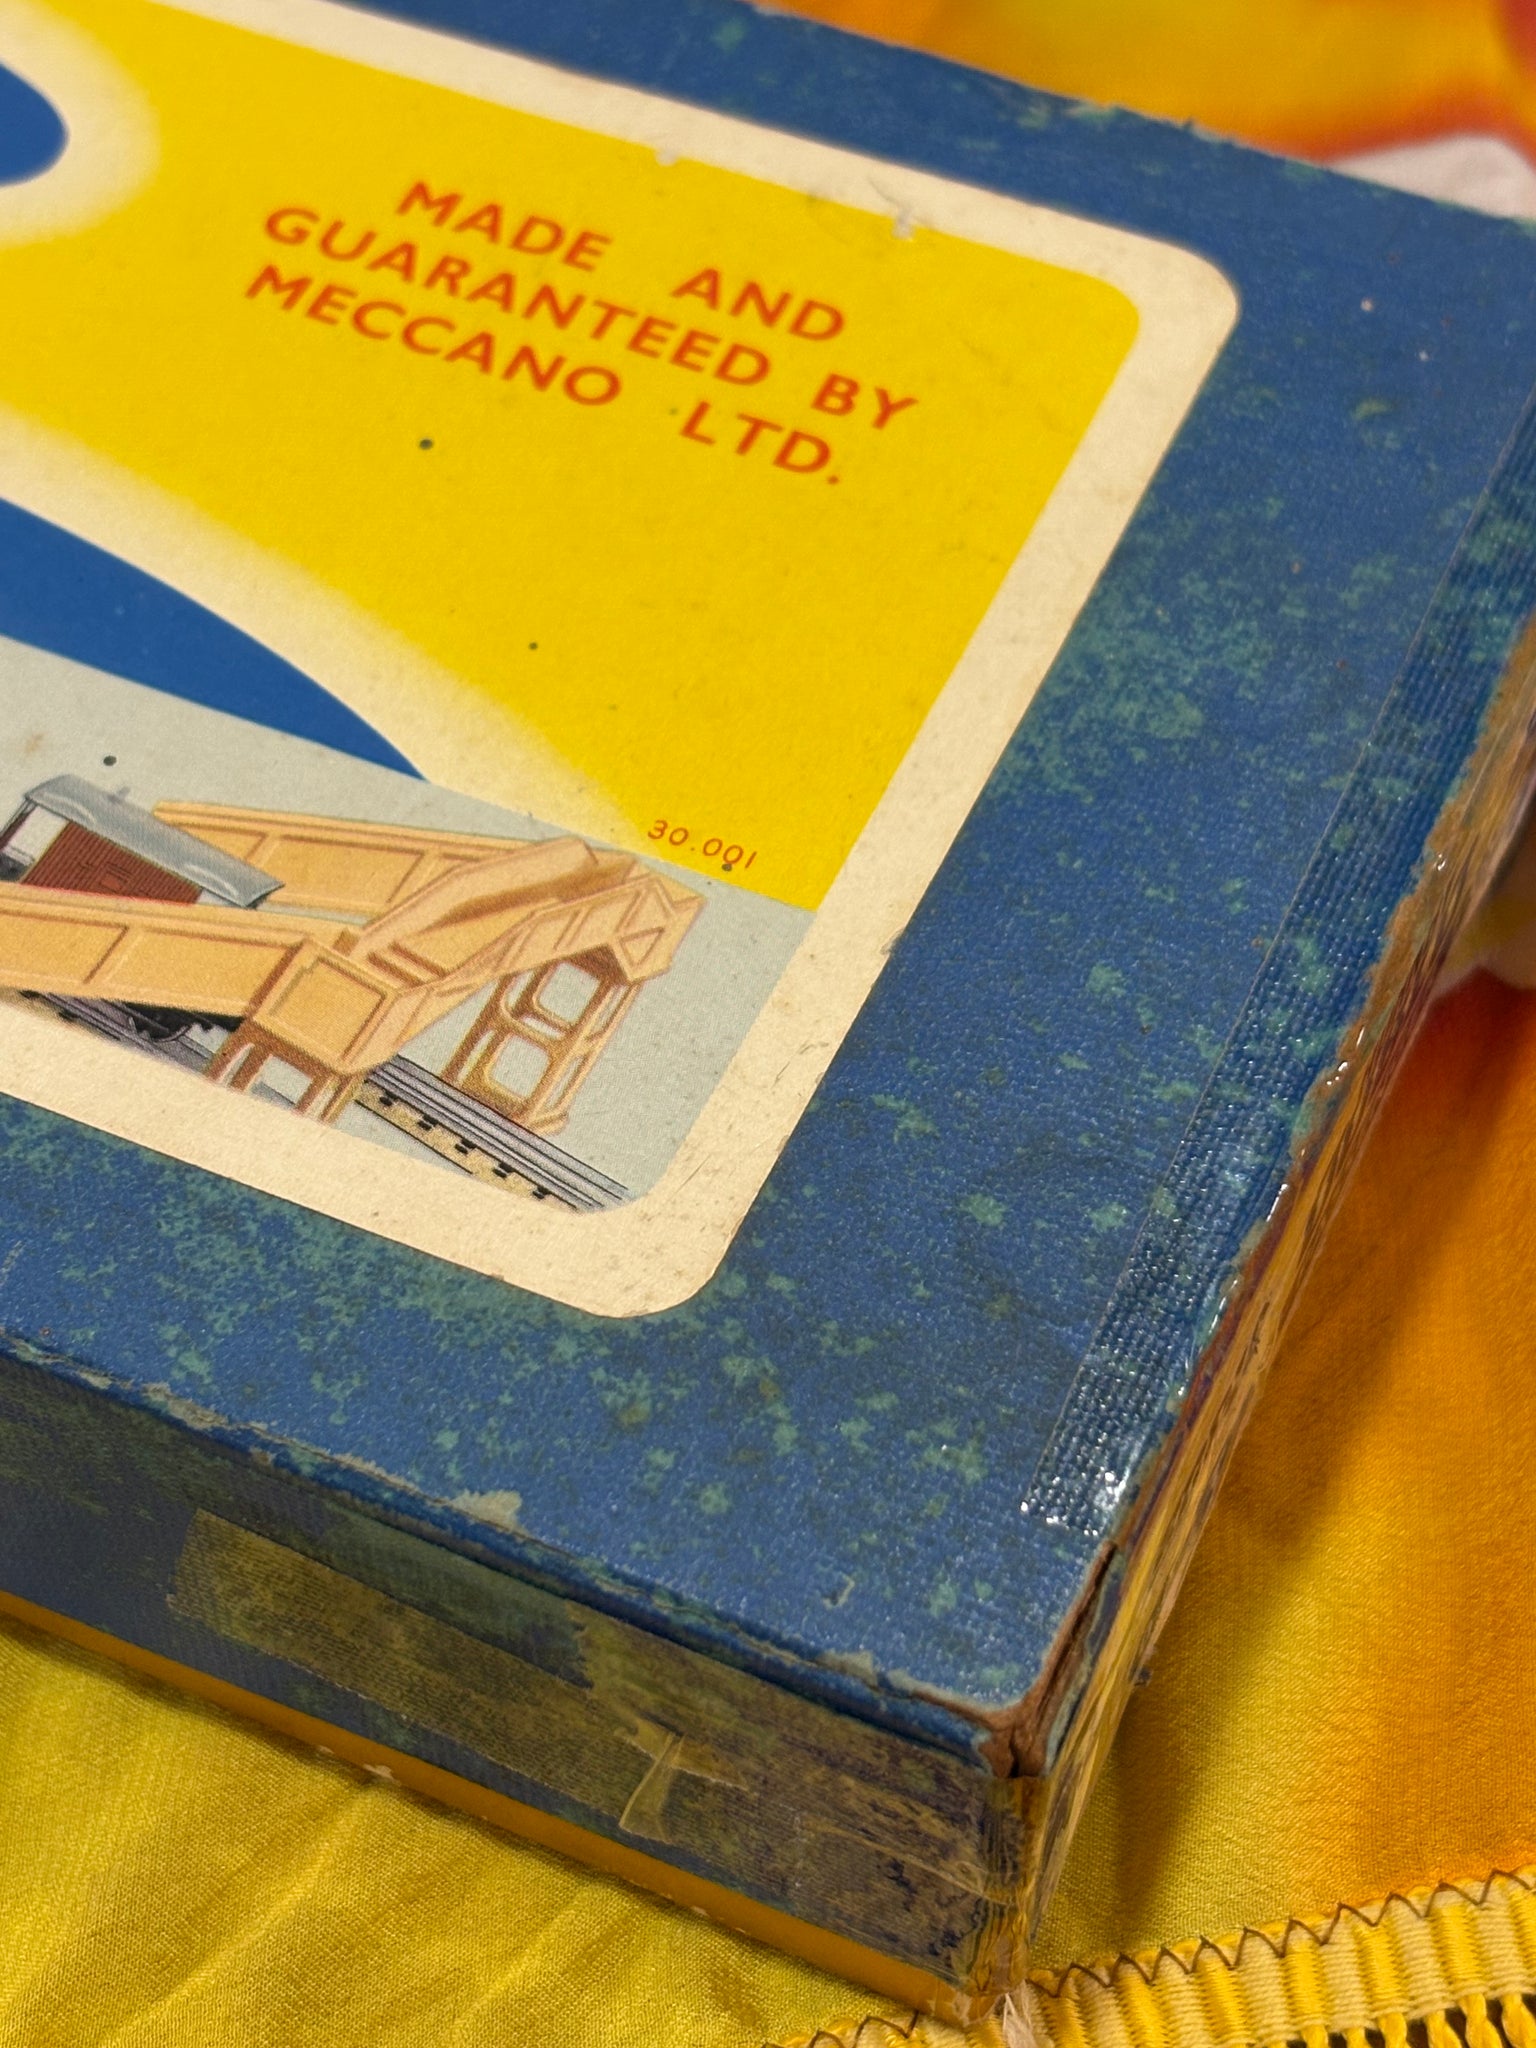 MADE AND
GUARANTEED BY
MECCANO LTD.
30.001